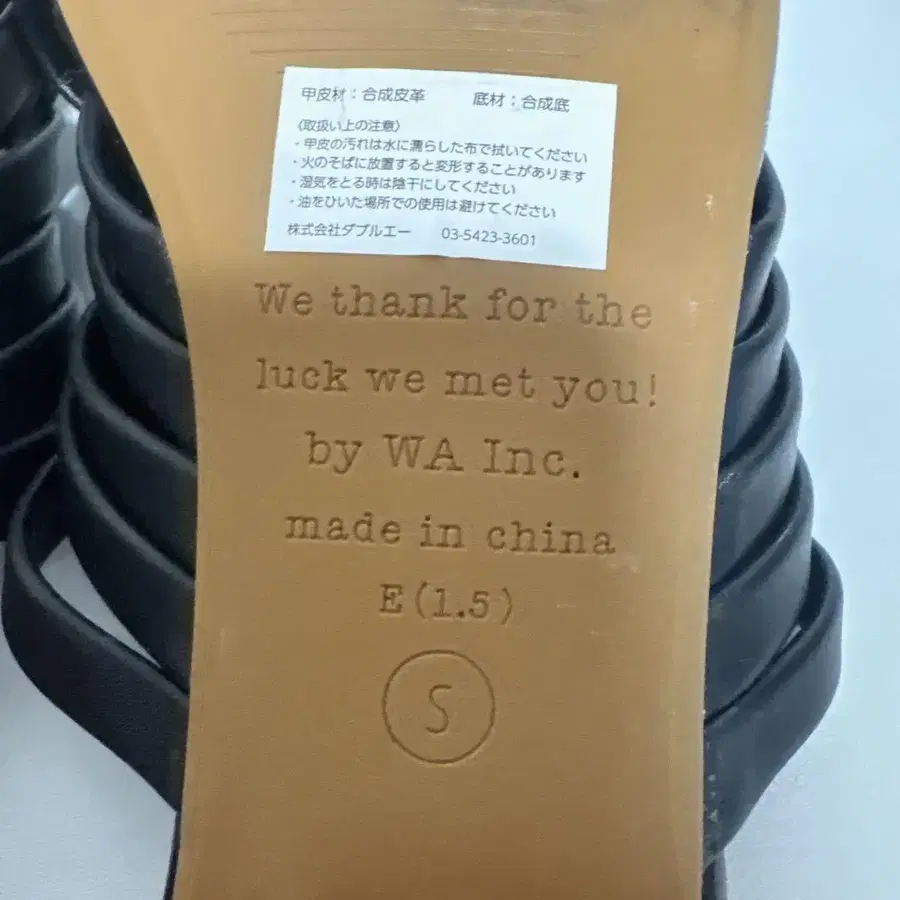 甲皮材：合成皮革　底材：合成底
〈取扱い上の注意〉
・甲皮の汚れは水に濡らした布で拭いてください
・火のそばに放置すると変形することがあります
・湿気をとる時は陰干にしてください
・油をひいた場所での使用は避けてください
株式会社ダブルエー　03-5423-3601
We thank for the
luck we met you!
by WA Inc.
made in china
E(1.5)
S